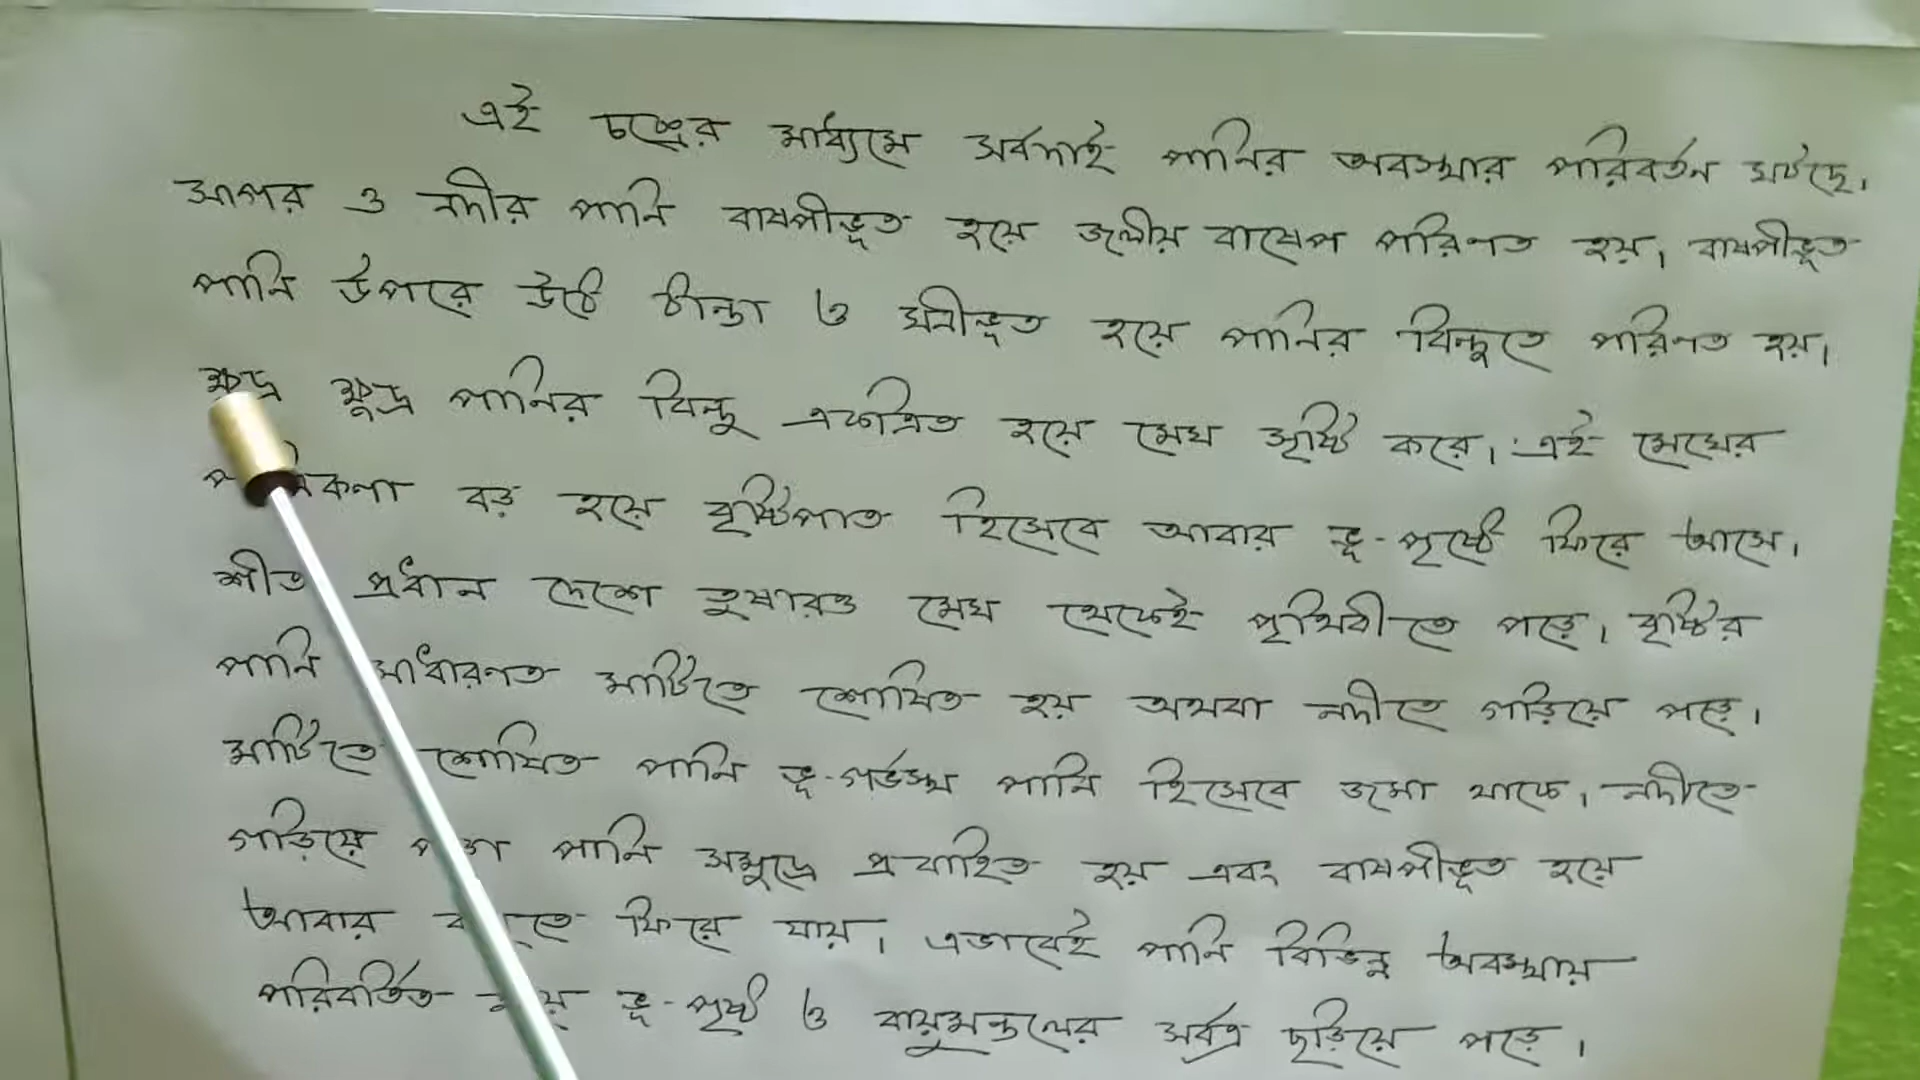 এই চক্রের মাধ্যমে সর্বদাই পানির অবস্থার পরিবর্তন ঘটছে।
সাগর ও নদীর পানি বাষ্পীভূত হয়ে জলীয় বাষ্পে পরিণত হয়। বাষ্পীভূত
পানি উপরে উঠে ঠান্ডা ও ঘনীভূত হয়ে পানির বিন্দুতে পরিণত হয়।
ক্ষুদ্র ক্ষুদ্র পানির বিন্দু একত্রিত হয়ে মেঘ সৃষ্টি করে। এই মেঘের
বড় হয়ে বৃষ্টিপাত হিসেবে আবার ভূ-পৃষ্ঠে ফিরে আসে।
শীত প্রধান দেশে তুষারও মেঘ থেকেই পৃথিবীতে পড়ে। বৃষ্টির
পানি সাধারণত মাটিতে শোষিত হয় অথবা নদীতে গড়িয়ে পড়ে।
মাটিতে শোষিত পানি ভূ-গর্ভস্থ পানি হিসেবে জমা থাকে। নদীতে
গড়িয়ে পানি সমুদ্রে প্রবাহিত হয় এবং বাষ্পীভূত হয়ে
আবার ফিরে যায়। এভাবেই পানি বিভিন্ন অবস্থায়
পরিবর্তিত ভূ-পৃষ্ঠ ও বায়ুমন্ডলের সর্বত্র ছড়িয়ে পড়ে।